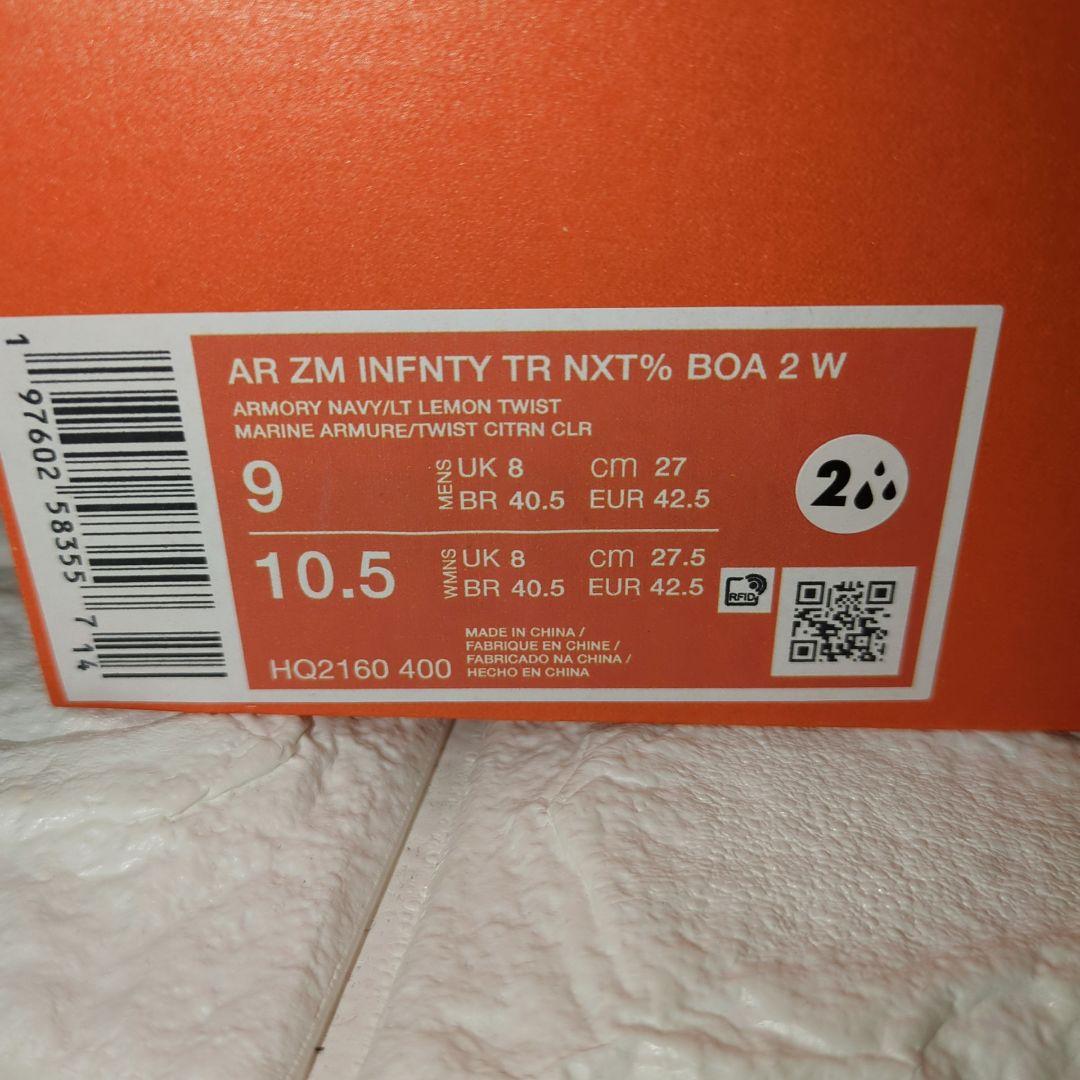 AR ZM INFNTY TR NXT% BOA 2 W
ARMORY NAVY/LT LEMON TWIST
MARINE ARMURE/TWIST CITRN CLR
9 MENS UK 8 cm 27
BR 40.5 EUR 42.5
2
10.5 WMNS UK 8 cm 27.5
BR 40.5 EUR 42.5
RFID
MADE IN CHINA /
FABRIQUE EN CHINE /
FABRICADO NA CHINA /
HECHO EN CHINA
HQ2160 400
1 97602 58355 7 14